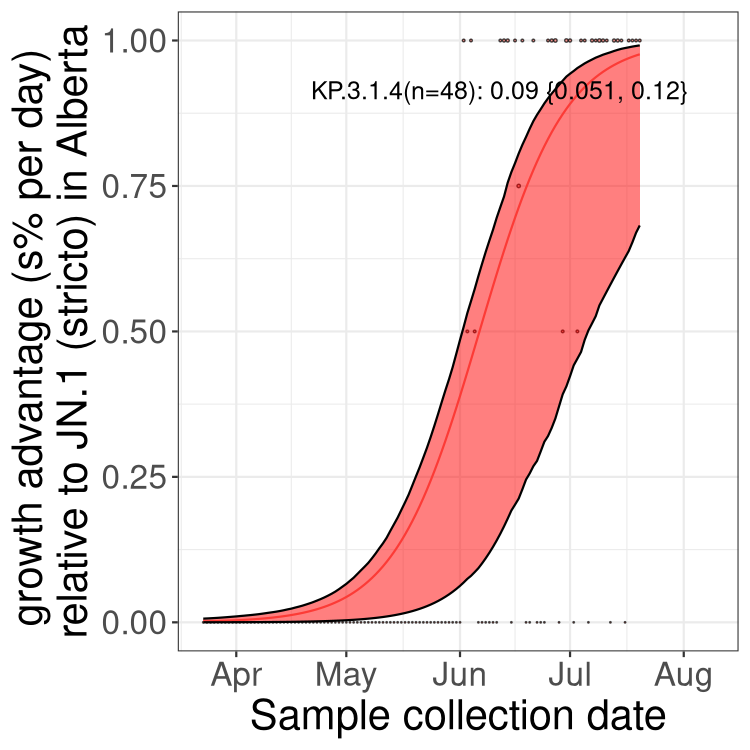 growth advantage (s% per day)
relative to JN.1 (stricto) in Alberta
1.00
0.75
0.50
0.25
0.00
KP.3.1.4(n=48): 0.09 {0.051, 0.12}
Apr May Jun Jul Aug
Sample collection date